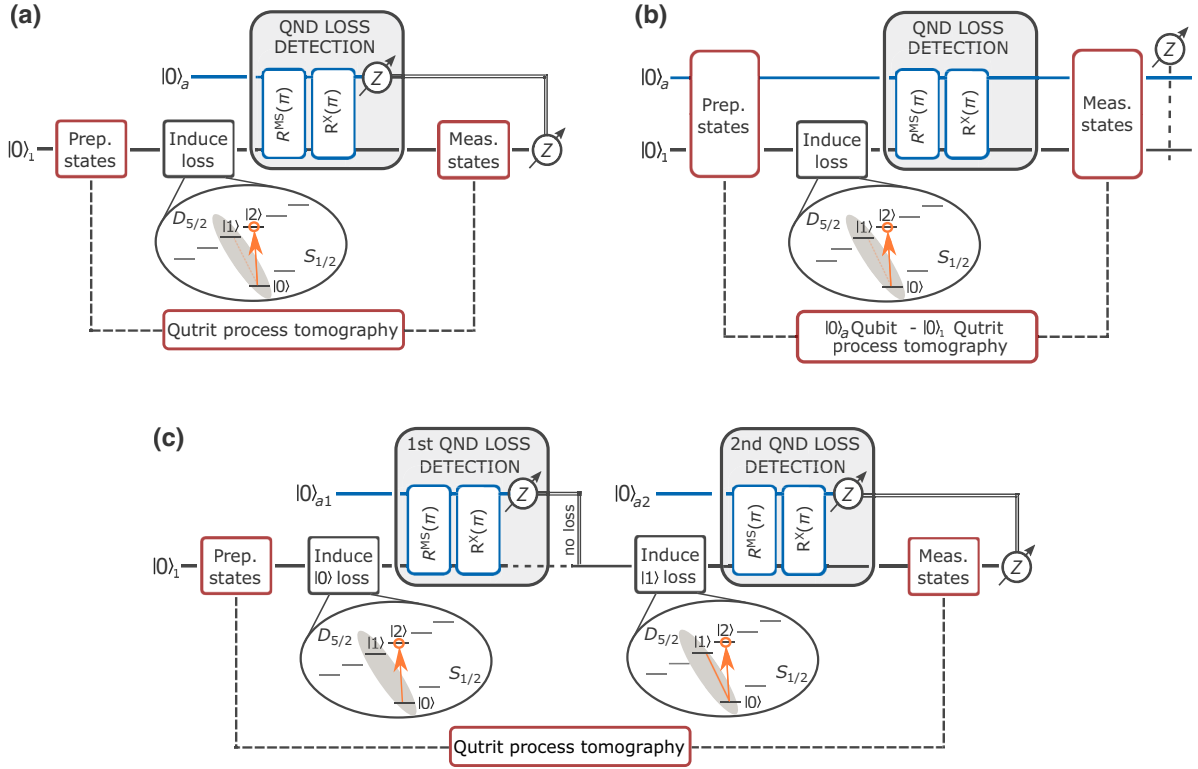 (a)
QND LOSS
DETECTION
|0⟩a
R^MS(π)
R^X(π)
Z
|0⟩1
Prep.
states
Induce
loss
Meas.
states
Z
D5/2
|1⟩
|2⟩
S1/2
|0⟩
Qutrit process tomography
(b)
QND LOSS
DETECTION
Z
|0⟩a
Prep.
states
R^MS(π)
R^X(π)
Meas.
states
|0⟩1
Induce
loss
D5/2
|1⟩
|2⟩
S1/2
|0⟩
|0⟩a Qubit - |0⟩1 Qutrit
process tomography
(c)
1st QND LOSS
DETECTION
2nd QND LOSS
DETECTION
|0⟩a1
R^MS(π)
R^X(π)
Z
no loss
|0⟩a2
R^MS(π)
R^X(π)
Z
|0⟩1
Prep.
states
Induce
|0⟩ loss
Induce
|1⟩ loss
Meas.
states
Z
D5/2
|1⟩
|2⟩
S1/2
|0⟩
D5/2
|1⟩
|2⟩
S1/2
|0⟩
Qutrit process tomography